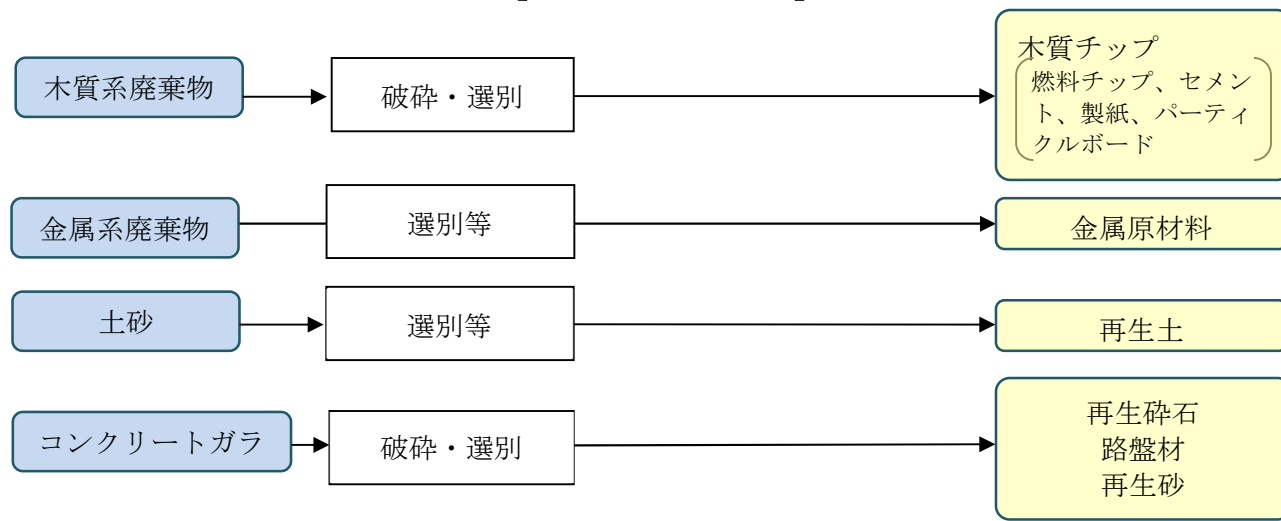 木質系廃棄物
破砕・選別
木質チップ
燃料チップ、セメン
ト、製紙、パーティ
クルボード
金属系廃棄物
選別等
金属原材料
土砂
選別等
再生土
コンクリートガラ
破砕・選別
再生砕石
路盤材
再生砂